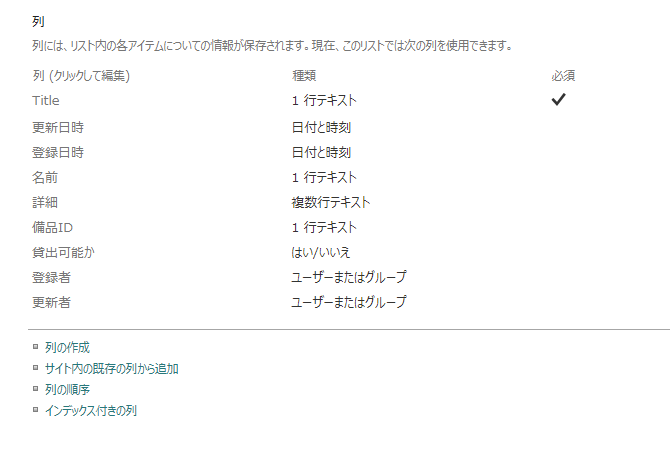 列
列には、リスト内の各アイテムについての情報が保存されます。現在、このリストでは次の列を使用できます。
列 (クリックして編集) 種類 必須
Title 1 行テキスト
更新日時 日付と時刻
登録日時 日付と時刻
名前 1 行テキスト
詳細 複数行テキスト
備品ID 1 行テキスト
貸出可能か はい/いいえ
登録者 ユーザーまたはグループ
更新者 ユーザーまたはグループ
列の作成
サイト内の既存の列から追加
列の順序
インデックス付きの列